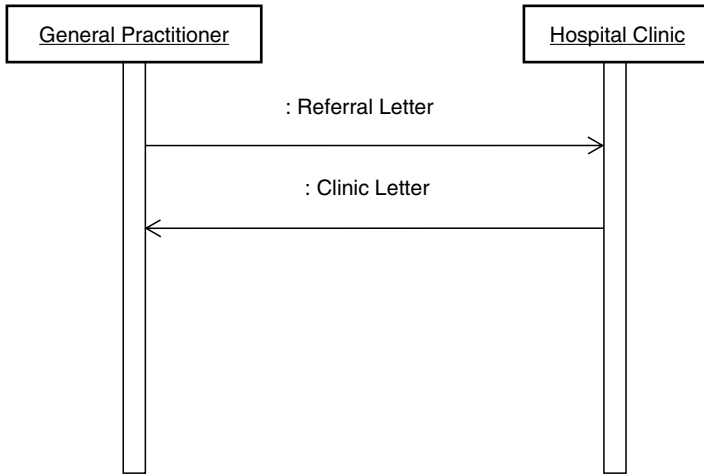 General Practitioner
Hospital Clinic
: Referral Letter
: Clinic Letter